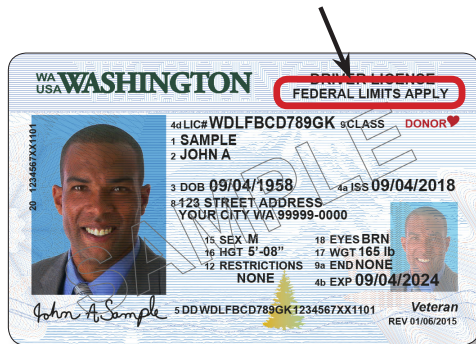 WA
USA
WASHINGTON
DRIVER LICENSE
FEDERAL LIMITS APPLY
4d LIC# WDLFBCD789GK 9 CLASS DONOR
1 SAMPLE
2 JOHN A
3 DOB 09/04/1958 4a ISS 09/04/2018
8 123 STREET ADDRESS
YOUR CITY WA 99999-0000
15 SEX M 18 EYES BRN
16 HGT 5'-08" 17 WGT 165 lb
12 RESTRICTIONS 9a END NONE
NONE 4b EXP 09/04/2024
5 DD WDLFBCD789GK1234567XX1101
Veteran
REV 01/06/2015
20 1234567XX1101
John A Sample
SAMPLE